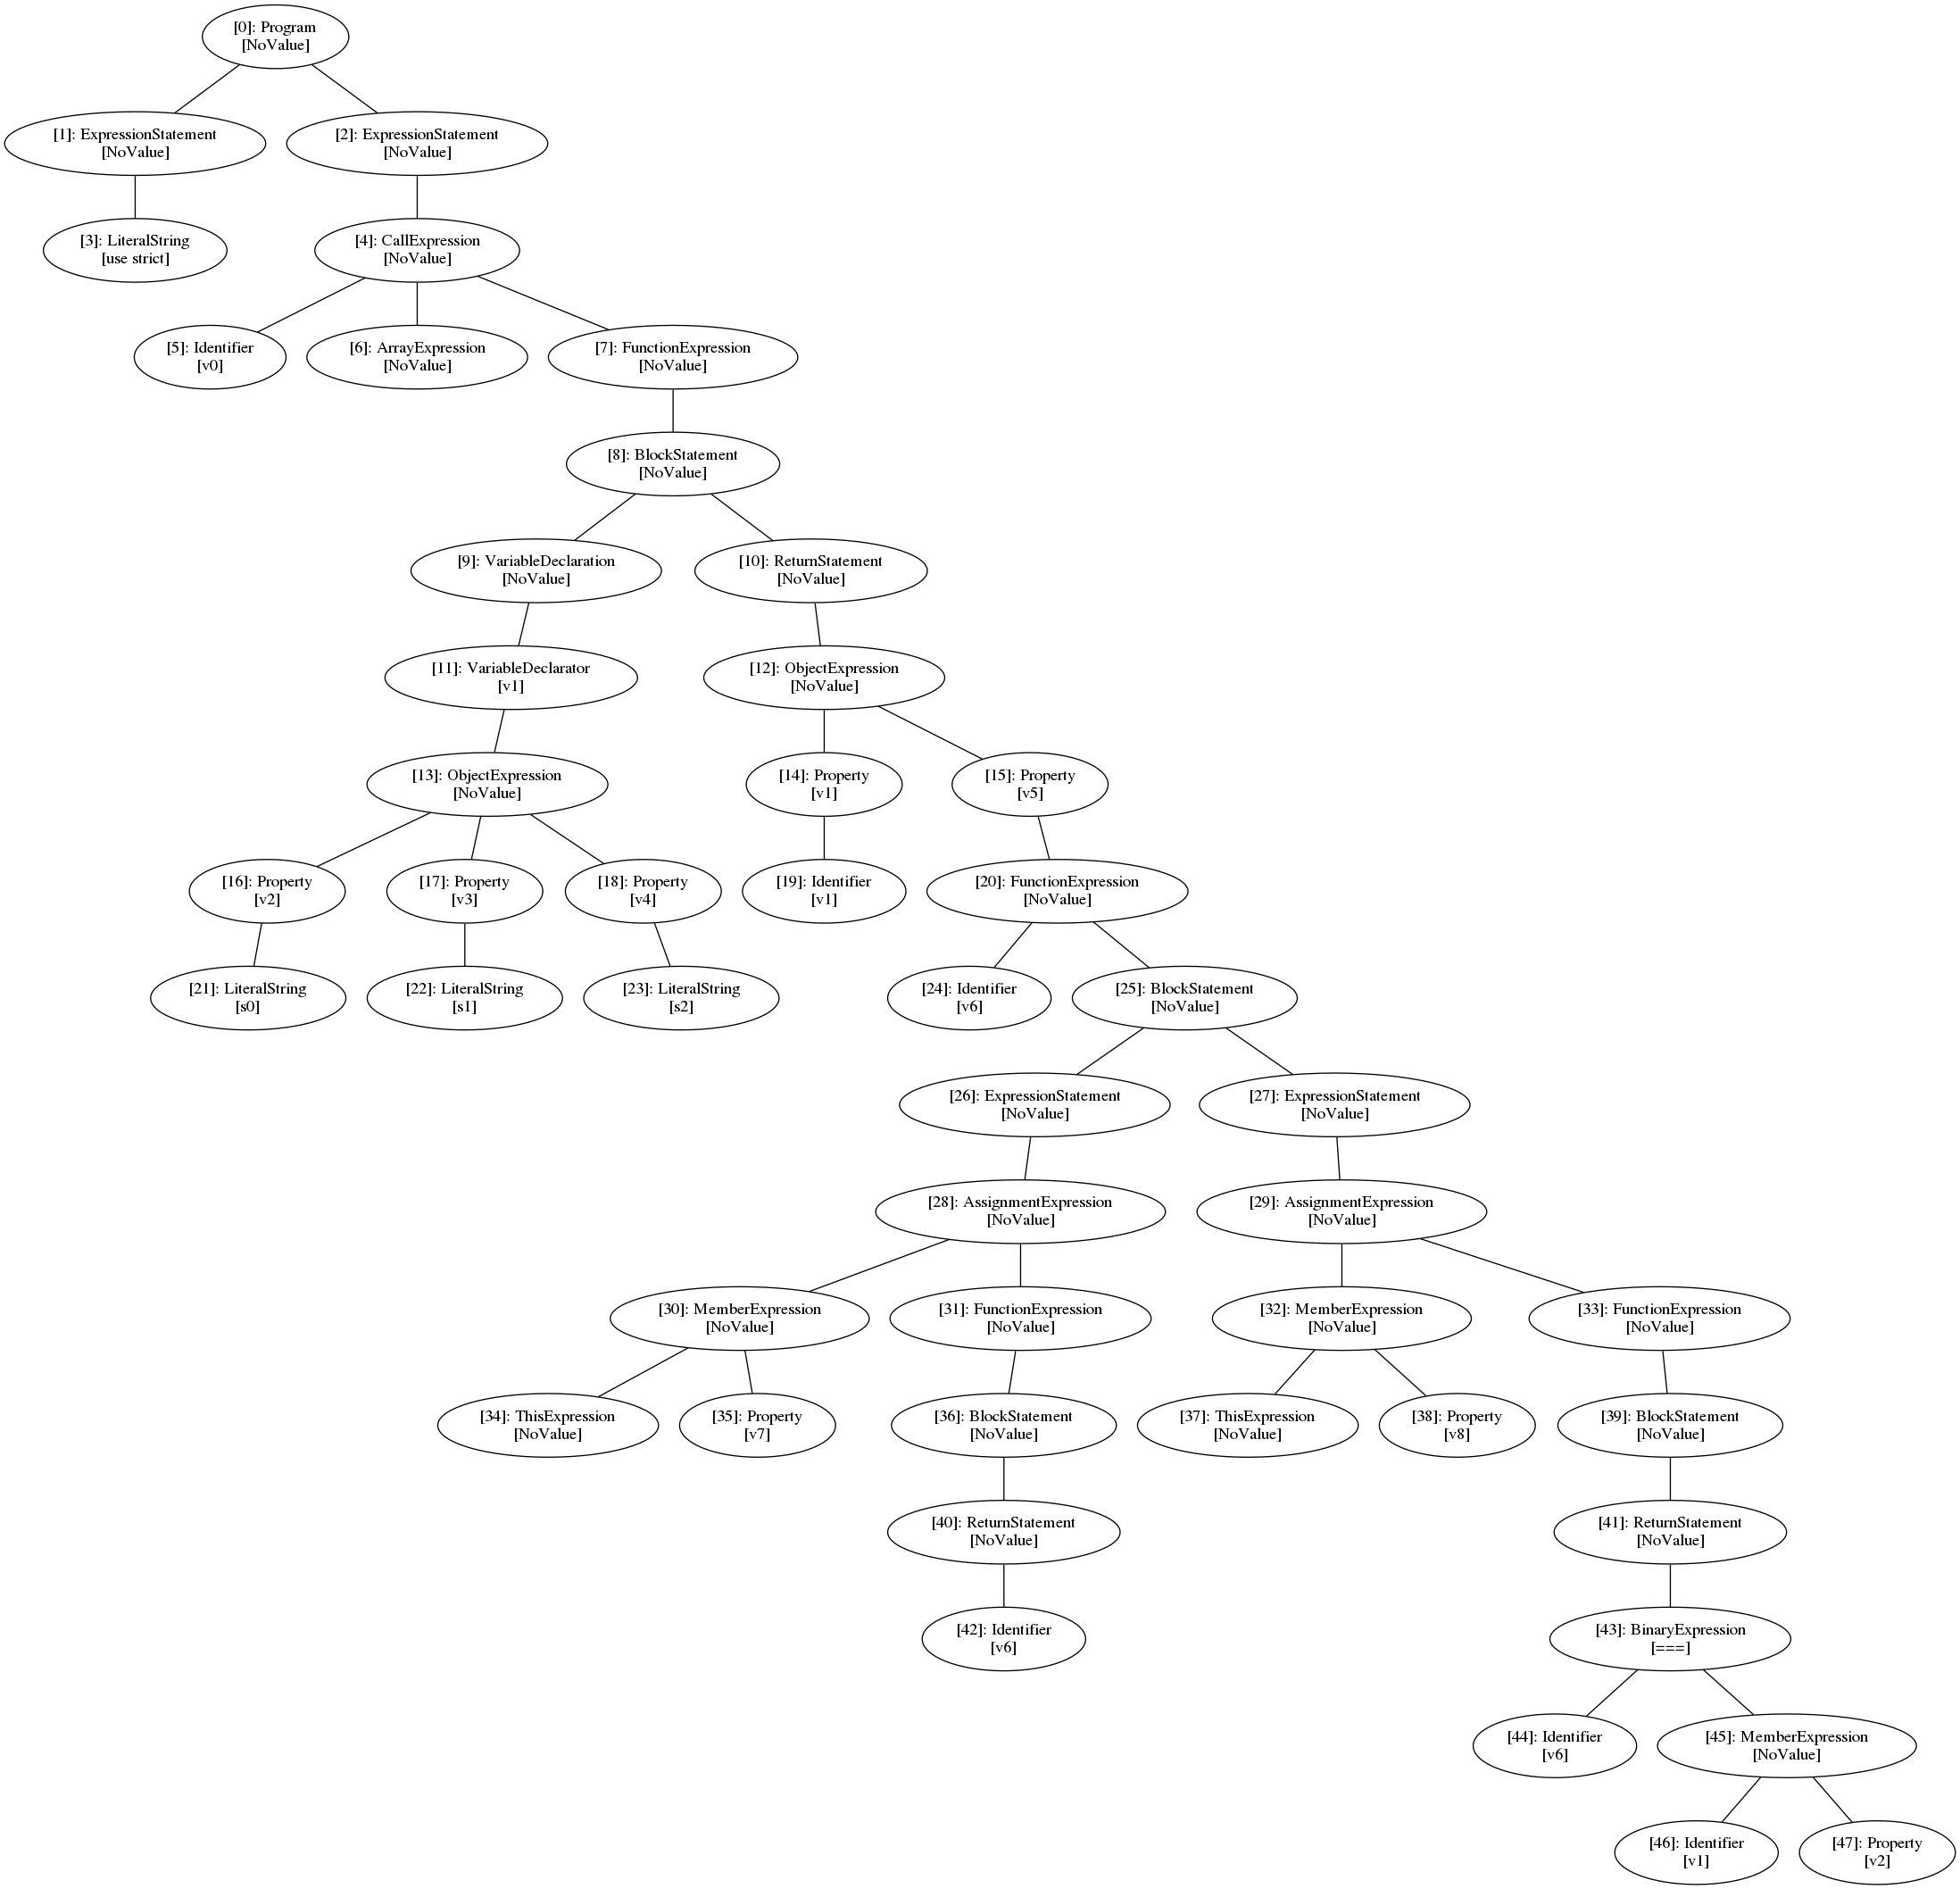 [0]: Program
[NoValue]
[1]: ExpressionStatement
[NoValue]
[2]: ExpressionStatement
[NoValue]
[3]: LiteralString
[use strict]
[4]: CallExpression
[NoValue]
[5]: Identifier
[v0]
[6]: ArrayExpression
[NoValue]
[7]: FunctionExpression
[NoValue]
[8]: BlockStatement
[NoValue]
[9]: VariableDeclaration
[NoValue]
[10]: ReturnStatement
[NoValue]
[11]: VariableDeclarator
[v1]
[12]: ObjectExpression
[NoValue]
[13]: ObjectExpression
[NoValue]
[14]: Property
[v1]
[15]: Property
[v5]
[16]: Property
[v2]
[17]: Property
[v3]
[18]: Property
[v4]
[19]: Identifier
[v1]
[20]: FunctionExpression
[NoValue]
[21]: LiteralString
[s0]
[22]: LiteralString
[s1]
[23]: LiteralString
[s2]
[24]: Identifier
[v6]
[25]: BlockStatement
[NoValue]
[26]: ExpressionStatement
[NoValue]
[27]: ExpressionStatement
[NoValue]
[28]: AssignmentExpression
[NoValue]
[29]: AssignmentExpression
[NoValue]
[30]: MemberExpression
[NoValue]
[31]: FunctionExpression
[NoValue]
[32]: MemberExpression
[NoValue]
[33]: FunctionExpression
[NoValue]
[34]: ThisExpression
[NoValue]
[35]: Property
[v7]
[36]: BlockStatement
[NoValue]
[37]: ThisExpression
[NoValue]
[38]: Property
[v8]
[39]: BlockStatement
[NoValue]
[40]: ReturnStatement
[NoValue]
[41]: ReturnStatement
[NoValue]
[42]: Identifier
[v6]
[43]: BinaryExpression
[===]
[44]: Identifier
[v6]
[45]: MemberExpression
[NoValue]
[46]: Identifier
[v1]
[47]: Property
[v2]